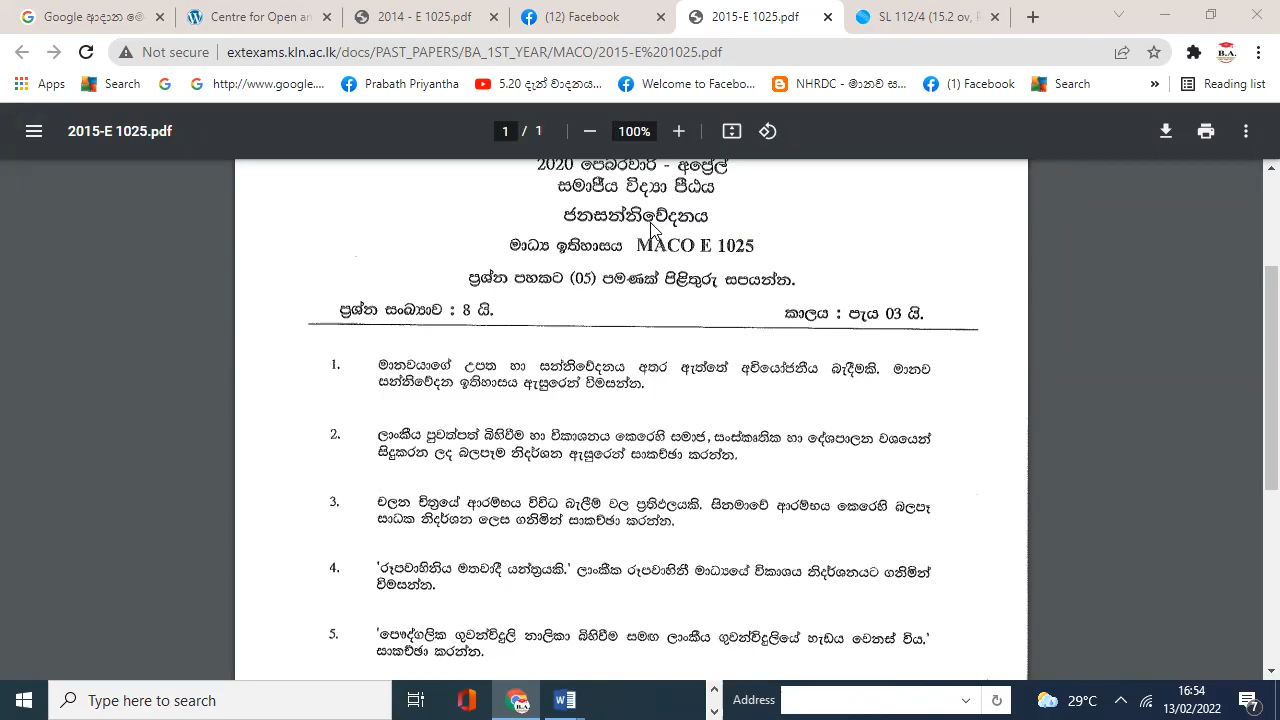 Google ආදාන මෙ
Centre for Open an
2014 - E 1025.pdf
(12) Facebook
2015-E 1025.pdf
SL 112/4 (15.2 ov, R
Not secure
extexams.kln.ac.lk/docs/PAST_PAPERS/BA_1ST_YEAR/MACO/2015-E%201025.pdf
B.A.
Apps
Search
http://www.google....
Prabath Priyantha
5.20 දැන් වාදනය...
Welcome to Facebo...
NHRDC - මානව ස...
(1) Facebook
Search
»
Reading list
2015-E 1025.pdf
1 / 1
100%
2020 පෙබරවාරි - අප්‍රේල්
සමාජීය විද්‍යා පීඨය
ජනසන්නිවේදනය
මාධ්‍ය ඉතිහාසය MACO E 1025
ප්‍රශ්න පහකට (05) පමණක් පිළිතුරු සපයන්න.
ප්‍රශ්න සංඛ්‍යාව : 8 යි.
කාලය : පැය 03 යි.
1. මානවයාගේ උපත හා සන්නිවේදනය අතර ඇත්තේ අවියෝජනීය බැදීමකි. මානව
සන්නිවේදන ඉතිහාසය ඇසුරෙන් විමසන්න.
2. ලාංකීය පුවත්පත් බිහිවීම හා විකාශනය කෙරෙහි සමාජ, සංස්කෘතික හා දේශපාලන වශයෙන්
සිදුකරන ලද බලපෑම නිදර්ශන ඇසුරෙන් සාකච්ඡා කරන්න.
3. චලන චිත්‍රයේ ආරම්භය විවිධ බැලීම් වල ප්‍රතිඵලයකි. සිනමාවේ ආරම්භය කෙරෙහි බලපෑ
සාධක නිදර්ශන ලෙස ගනිමින් සාකච්ඡා කරන්න.
4. 'රූපවාහිනිය මතවාදී යන්ත්‍රයකි.' ලාංකීක රූපවාහිනී මාධ්‍යයේ විකාශය නිදර්ශනයට ගනිමින්
විමසන්න.
5. 'පෞද්ගලික ගුවන්විදුලි නාලිකා බිහිවීම සමඟ ලාංකීය ගුවන්විදුලියේ හැඩය වෙනස් විය.'
සාකච්ඡා කරන්න.
Type here to search
Address
29°C
16:54
13/02/2022
7